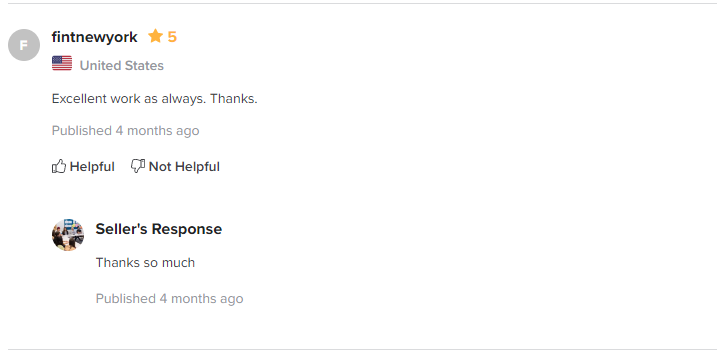 F
fintnewyork 5
United States
Excellent work as always. Thanks.
Published 4 months ago
Helpful Not Helpful
Seller's Response
Thanks so much
Published 4 months ago